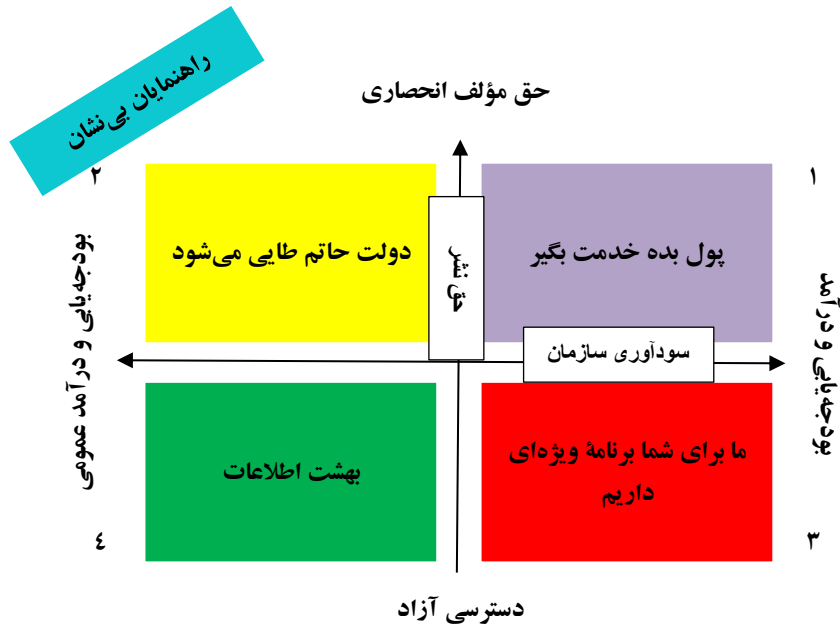 راهنمایان بی‌نشان
حق مؤلف انحصاری
۱
۲
پول بده خدمت بگیر
دولت حاتم طایی می‌شود
حق نشر
بودجه‌یابی و درآمد
بودجه‌یابی و درآمد عمومی
سودآوری سازمان
ما برای شما برنامهٔ ویژه‌ای
داریم
بهشت اطلاعات
۳
۴
دسترسی آزاد